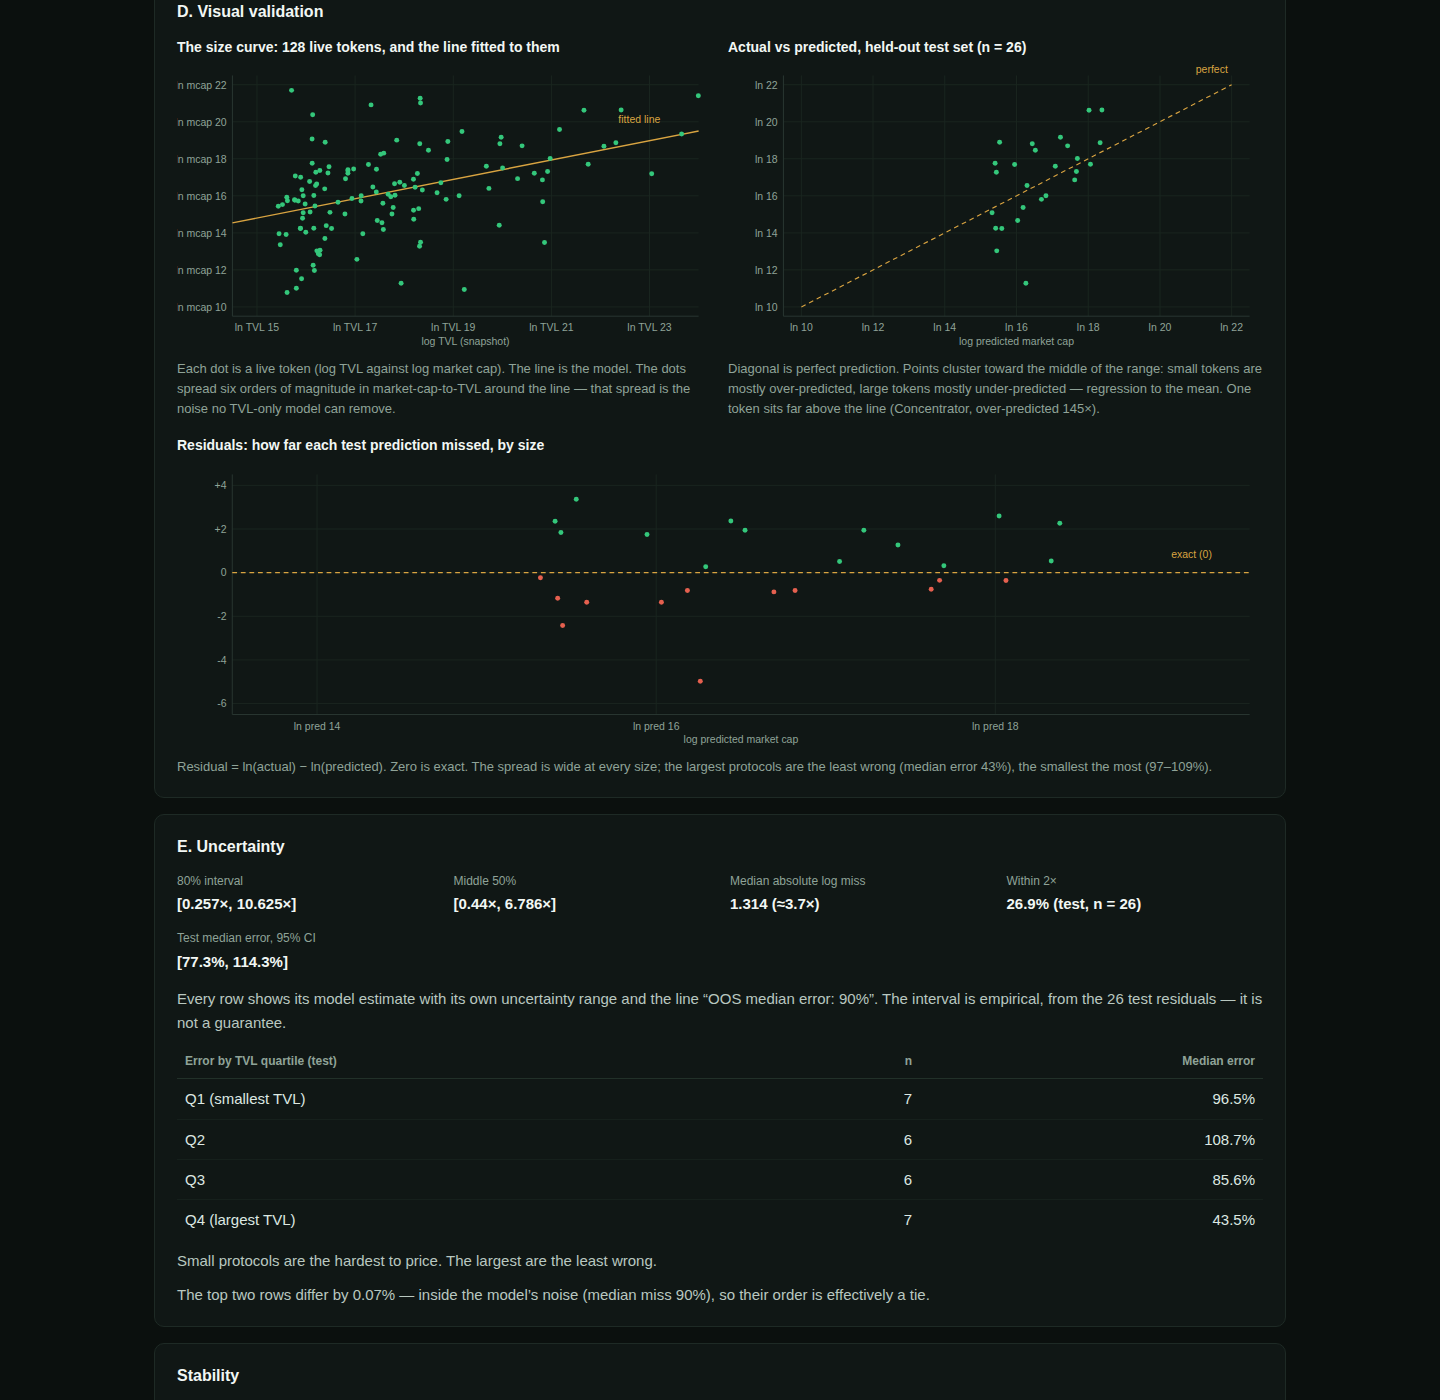 D. Visual validation
The size curve: 128 live tokens, and the line fitted to them
ln mcap 22
ln mcap 20
ln mcap 18
ln mcap 16
ln mcap 14
ln mcap 12
ln mcap 10
fitted line
ln TVL 15
ln TVL 17
ln TVL 19
ln TVL 21
ln TVL 23
log TVL (snapshot)
Each dot is a live token (log TVL against log market cap). The line is the model. The dots
spread six orders of magnitude in market-cap-to-TVL around the line — that spread is the
noise no TVL-only model can remove.
Actual vs predicted, held-out test set (n = 26)
perfect
ln 22
ln 20
ln 18
ln 16
ln 14
ln 12
ln 10
ln 10
ln 12
ln 14
ln 16
ln 18
ln 20
ln 22
log predicted market cap
Diagonal is perfect prediction. Points cluster toward the middle of the range: small tokens are
mostly over-predicted, large tokens mostly under-predicted — regression to the mean. One
token sits far above the line (Concentrator, over-predicted 145×).
Residuals: how far each test prediction missed, by size
+4
+2
0
-2
-4
-6
exact (0)
ln pred 14
ln pred 16
ln pred 18
log predicted market cap
Residual = ln(actual) − ln(predicted). Zero is exact. The spread is wide at every size; the largest protocols are the least wrong (median error 43%), the smallest the most (97–109%).
E. Uncertainty
80% interval
[0.257×, 10.625×]
Middle 50%
[0.44×, 6.786×]
Median absolute log miss
1.314 (≈3.7×)
Within 2×
26.9% (test, n = 26)
Test median error, 95% CI
[77.3%, 114.3%]
Every row shows its model estimate with its own uncertainty range and the line “OOS median error: 90%”. The interval is empirical, from the 26 test residuals — it is
not a guarantee.
Error by TVL quartile (test) n Median error
Q1 (smallest TVL) 7 96.5%
Q2 6 108.7%
Q3 6 85.6%
Q4 (largest TVL) 7 43.5%
Small protocols are the hardest to price. The largest are the least wrong.
The top two rows differ by 0.07% — inside the model’s noise (median miss 90%), so their order is effectively a tie.
Stability